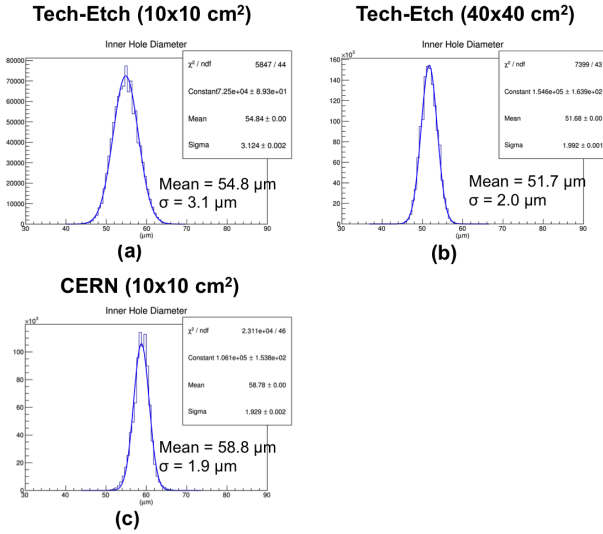 Tech-Etch (10x10 cm²)
Tech-Etch (40x40 cm²)
Inner Hole Diameter
χ² / ndf 5847 / 44
Constant7.25e+04 ± 8.93e+01
Mean 54.84 ± 0.00
Sigma 3.124 ± 0.002
80000
70000
60000
50000
40000
30000
20000
10000
0
Mean = 54.8 μm
σ = 3.1 μm
30 40 50 60 70 80 90
(μm)
(a)
Inner Hole Diameter
×10³
χ² / ndf 7399 / 43
Constant 1.546e+05 ± 1.639e+02
Mean 51.68 ± 0.00
Sigma 1.992 ± 0.001
160
140
120
100
80
60
40
20
0
Mean = 51.7 μm
σ = 2.0 μm
30 40 50 60 70 80 90
(μm)
(b)
CERN (10x10 cm²)
Inner Hole Diameter
×10³
χ² / ndf 2.311e+04 / 46
Constant 1.061e+05 ± 1.538e+02
Mean 58.78 ± 0.00
Sigma 1.929 ± 0.002
100
80
60
40
20
0
Mean = 58.8 μm
σ = 1.9 μm
30 40 50 60 70 80 90
(μm)
(c)